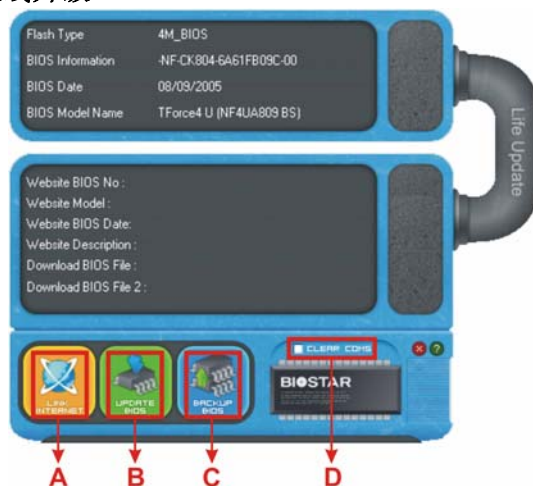 Flash Type 4M_BIOS
BIOS Information -NF-CK804-6A61FB09C-00
BIOS Date 08/09/2005
BIOS Model Name TForce4 U (NF4UA809 BS)
Life Update
Website BIOS No :
Website Model :
Website BIOS Date:
Website Description :
Download BIOS File :
Download BIOS File 2 :
CLEAR COMS
BIOSTAR
LINK
INTERNET
UPDATE
BIOS
BACKUP
BIOS
A B C D